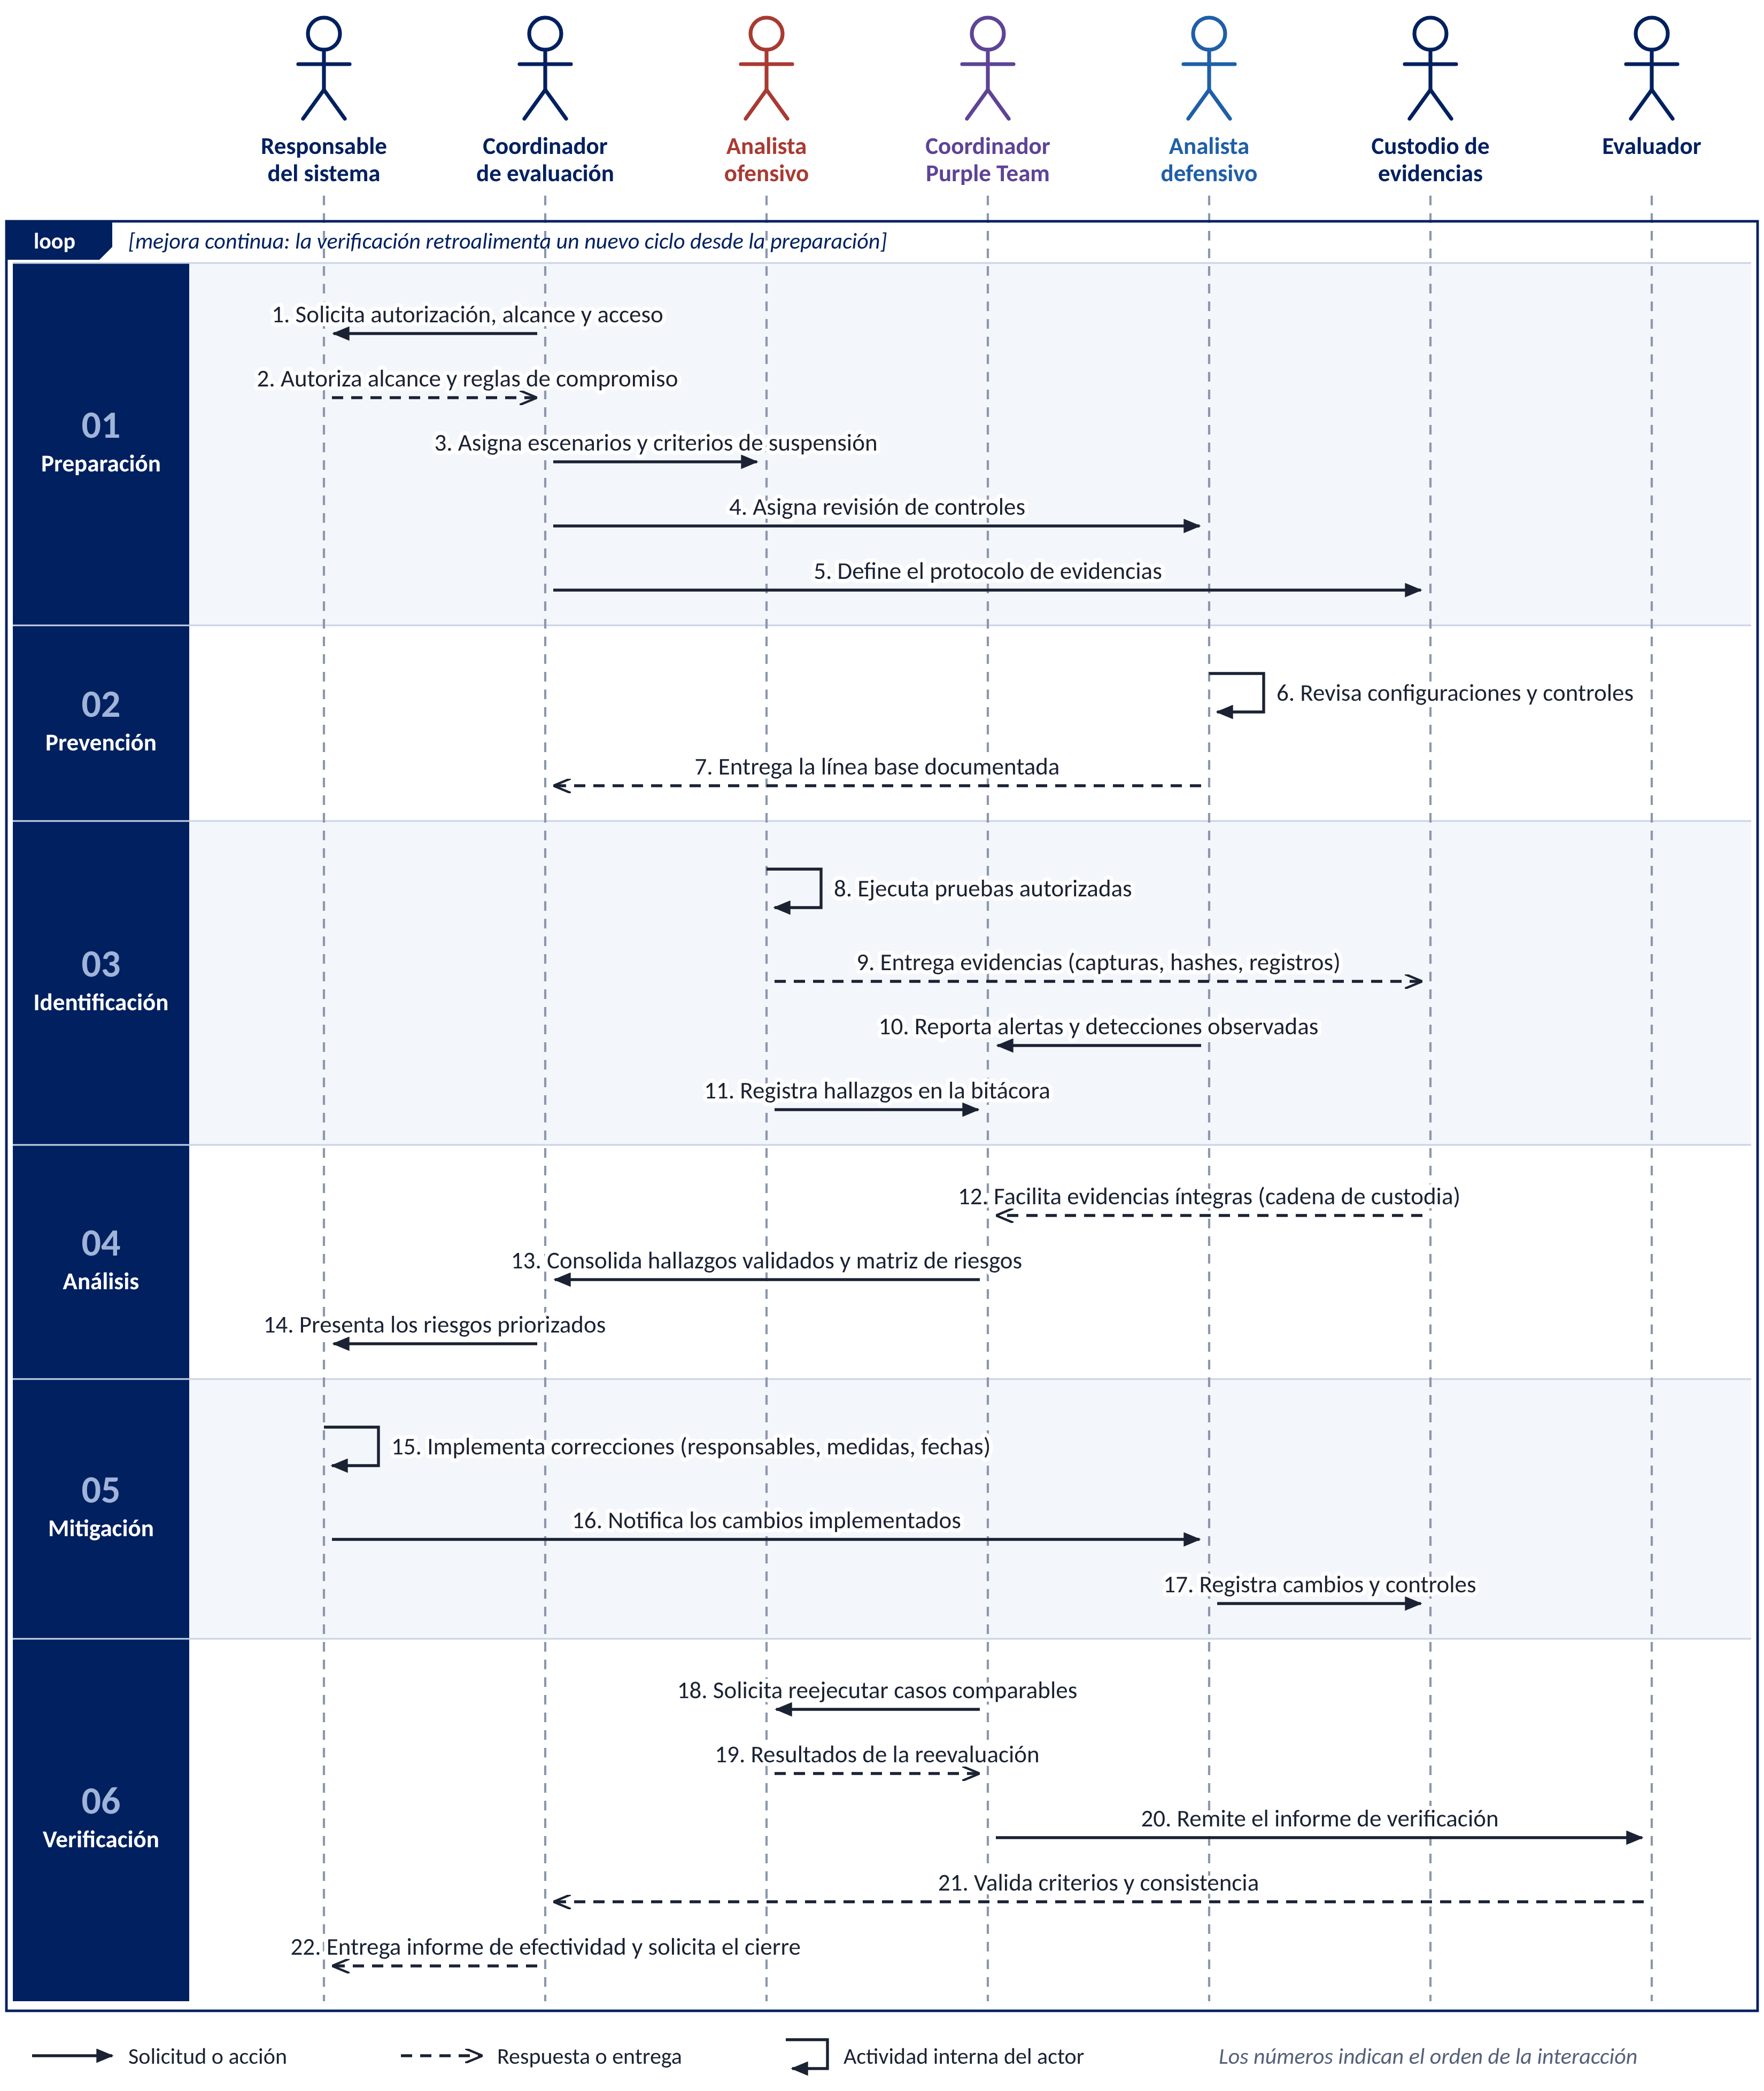 Responsable
del sistema
Coordinador
de evaluación
Analista
ofensivo
Coordinador
Purple Team
Analista
defensivo
Custodio de
evidencias
Evaluador
loop
[mejora continua: la verificación retroalimenta un nuevo ciclo desde la preparación]
01
Preparación
1. Solicita autorización, alcance y acceso
2. Autoriza alcance y reglas de compromiso
3. Asigna escenarios y criterios de suspensión
4. Asigna revisión de controles
5. Define el protocolo de evidencias
02
Prevención
6. Revisa configuraciones y controles
7. Entrega la línea base documentada
03
Identificación
8. Ejecuta pruebas autorizadas
9. Entrega evidencias (capturas, hashes, registros)
10. Reporta alertas y detecciones observadas
11. Registra hallazgos en la bitácora
04
Análisis
12. Facilita evidencias íntegras (cadena de custodia)
13. Consolida hallazgos validados y matriz de riesgos
14. Presenta los riesgos priorizados
05
Mitigación
15. Implementa correcciones (responsables, medidas, fechas)
16. Notifica los cambios implementados
17. Registra cambios y controles
06
Verificación
18. Solicita reejecutar casos comparables
19. Resultados de la reevaluación
20. Remite el informe de verificación
21. Valida criterios y consistencia
22. Entrega informe de efectividad y solicita el cierre
Solicitud o acción
Respuesta o entrega
Actividad interna del actor
Los números indican el orden de la interacción